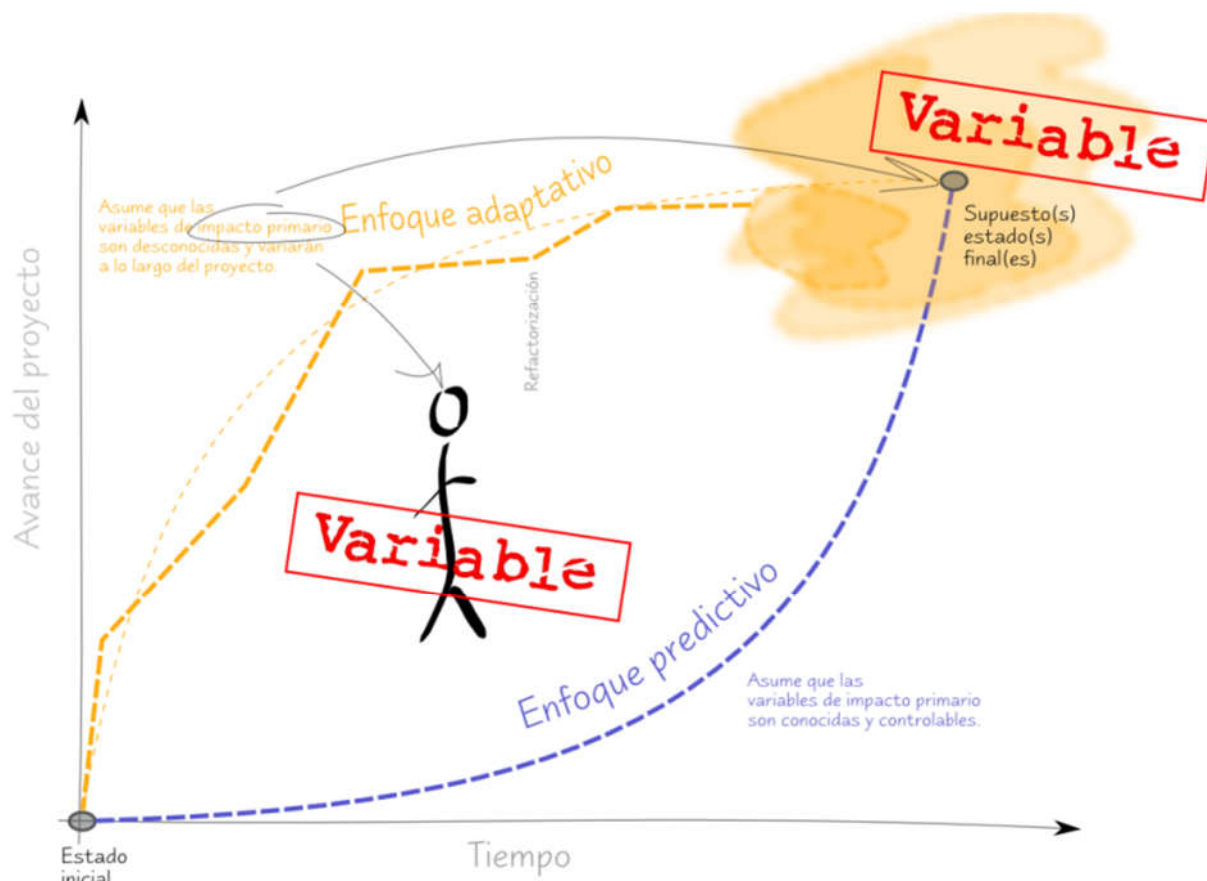 Variable
Asume que las
variables de impacto primario
son desconocidas y variarán
a lo largo del proyecto.
Enfoque adaptativo
Supuesto(s)
estado(s)
final(es)
Avance del proyecto
Refactorización
Variable
Enfoque predictivo
Asume que las
variables de impacto primario
son conocidas y controlables.
Tiempo
Estado
inicial